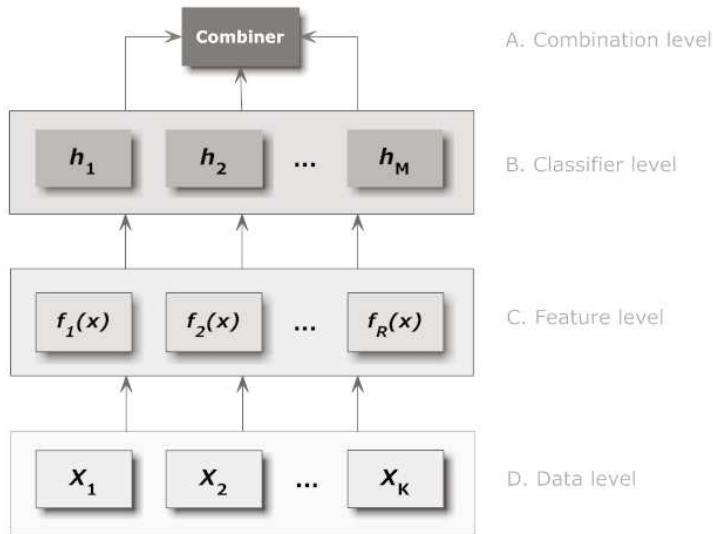 Combiner A. Combination level
h1 h2 ... hM B. Classifier level
f1(x) f2(x) ... fR(x) C. Feature level
X1 X2 ... XK D. Data level